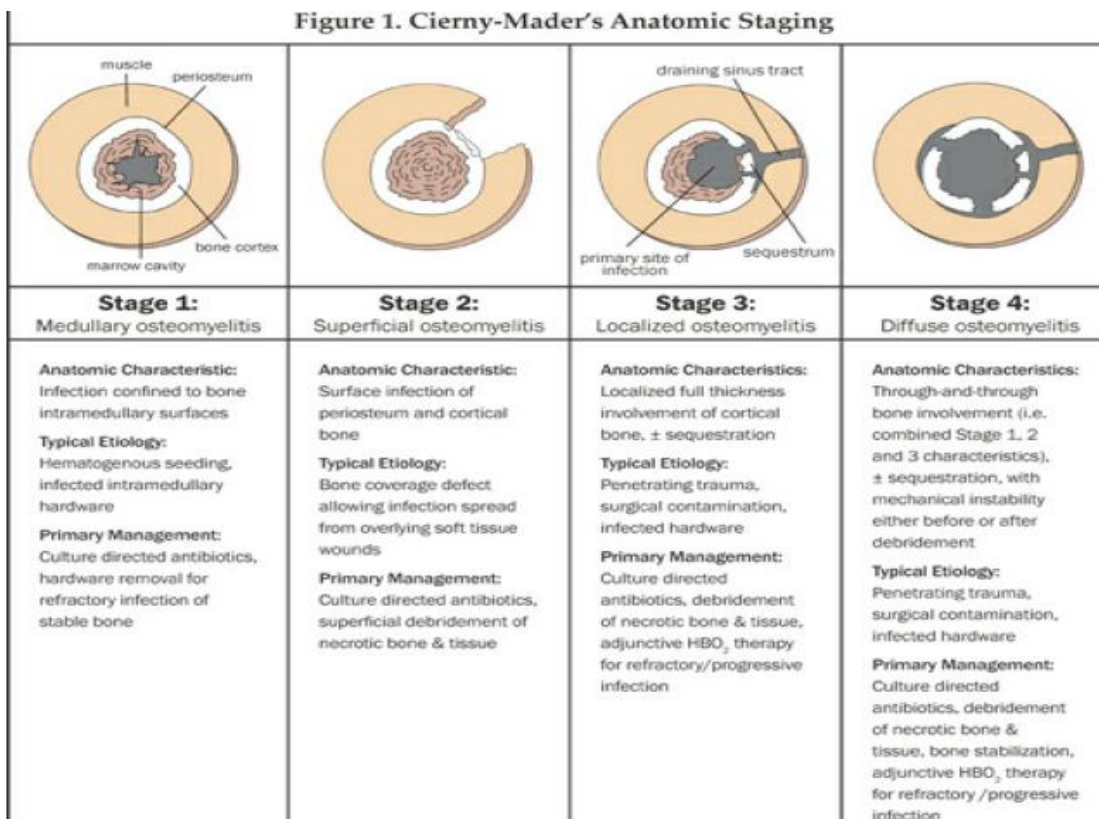 Figure 1. Cierny-Mader's Anatomic Staging
muscle
periosteum
bone cortex
marrow cavity
draining sinus tract
primary site of
infection
sequestrum
Stage 1:
Medullary osteomyelitis
Anatomic Characteristic:
Infection confined to bone
intramedullary surfaces
Typical Etiology:
Hematogenous seeding,
infected intramedullary
hardware
Primary Management:
Culture directed antibiotics,
hardware removal for
refractory infection of
stable bone
Stage 2:
Superficial osteomyelitis
Anatomic Characteristic:
Surface infection of
periosteum and cortical
bone
Typical Etiology:
Bone coverage defect
allowing infection spread
from overlying soft tissue
wounds
Primary Management:
Culture directed antibiotics,
superficial debridement of
necrotic bone & tissue
Stage 3:
Localized osteomyelitis
Anatomic Characteristics:
Localized full thickness
involvement of cortical
bone, ± sequestration
Typical Etiology:
Penetrating trauma,
surgical contamination,
infected hardware
Primary Management:
Culture directed
antibiotics, debridement
of necrotic bone & tissue,
adjunctive HBO₂ therapy
for refractory/progressive
infection
Stage 4:
Diffuse osteomyelitis
Anatomic Characteristics:
Through-and-through
bone involvement (i.e.
combined Stage 1, 2
and 3 characteristics),
± sequestration, with
mechanical instability
either before or after
debridement
Typical Etiology:
Penetrating trauma,
surgical contamination,
infected hardware
Primary Management:
Culture directed
antibiotics, debridement
of necrotic bone &
tissue, bone stabilization,
adjunctive HBO₂ therapy
for refractory /progressive
infection